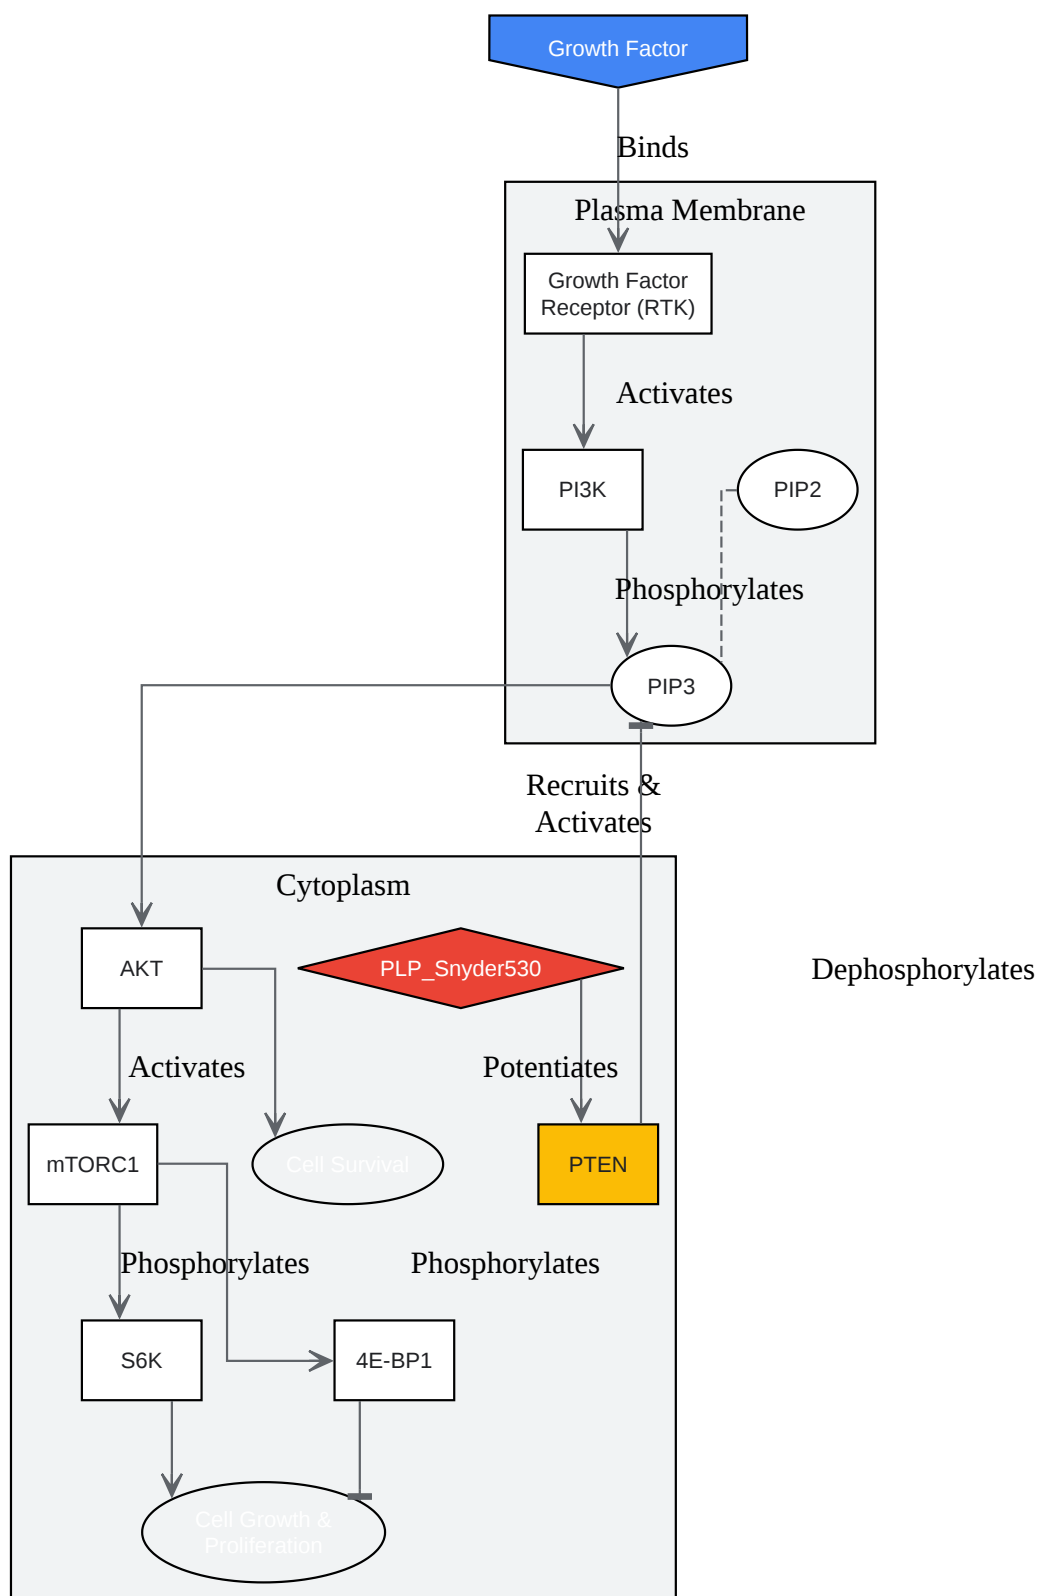 Growth Factor
Binds
Plasma Membrane
Growth Factor
Receptor (RTK)
Activates
PI3K
PIP2
Phosphorylates
PIP3
Recruits &
Activates
Cytoplasm
AKT
PLP_Snyder530
Dephosphorylates
Activates
Potentiates
mTORC1
Cell Survival
PTEN
Phosphorylates
Phosphorylates
S6K
4E-BP1
Cell Growth &
Proliferation